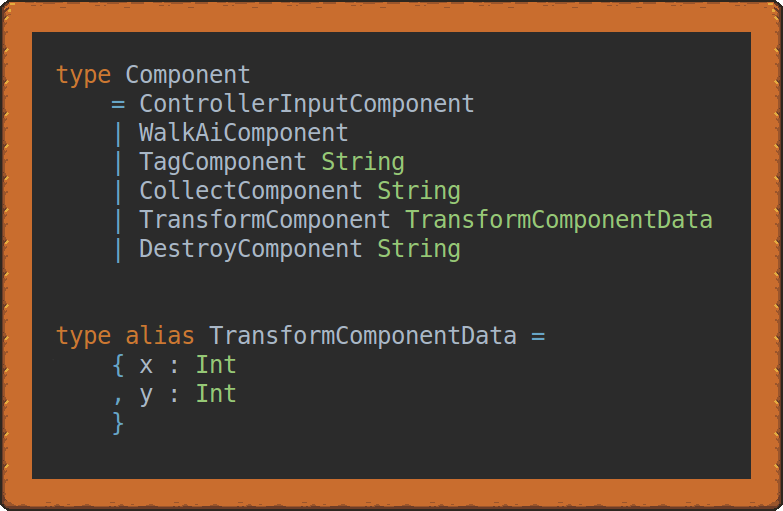 type Component
    = ControllerInputComponent
    | WalkAiComponent
    | TagComponent String
    | CollectComponent String
    | TransformComponent TransformComponentData
    | DestroyComponent String
type alias TransformComponentData =
    { x : Int
    , y : Int
    }